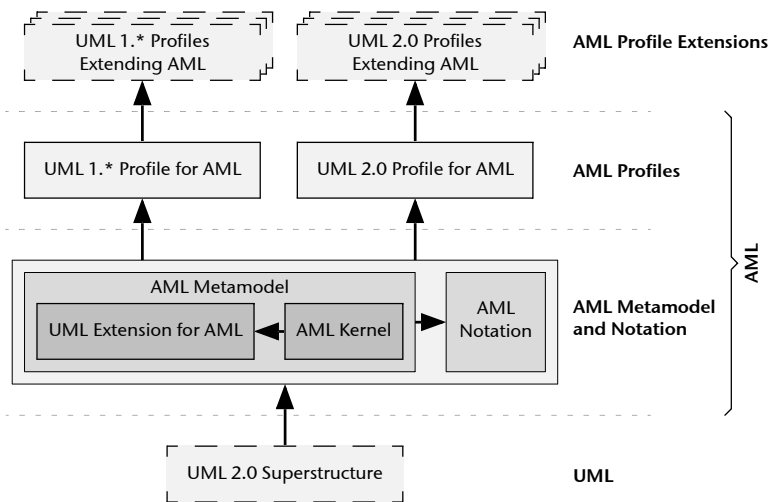 UML 1.* Profiles
Extending AML
UML 2.0 Profiles
Extending AML
AML Profile Extensions
UML 1.* Profile for AML
UML 2.0 Profile for AML
AML Profiles
AML Metamodel
UML Extension for AML
AML Kernel
AML
Notation
AML Metamodel
and Notation
AML
UML 2.0 Superstructure
UML